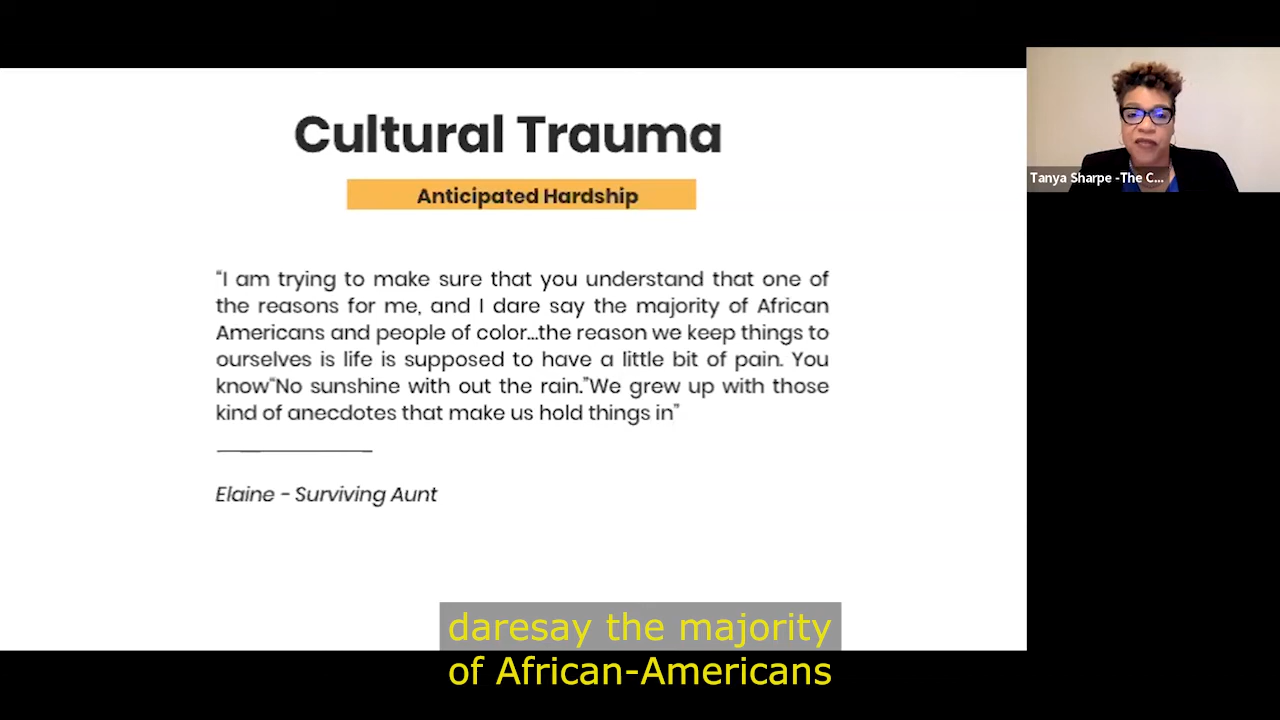 Cultural Trauma
Anticipated Hardship
“I am trying to make sure that you understand that one of
the reasons for me, and I dare say the majority of African
Americans and people of color...the reason we keep things to
ourselves is life is supposed to have a little bit of pain. You
know“No sunshine with out the rain.”We grew up with those
kind of anecdotes that make us hold things in”
Elaine - Surviving Aunt
Tanya Sharpe -The C...
daresay the majority
of African-Americans